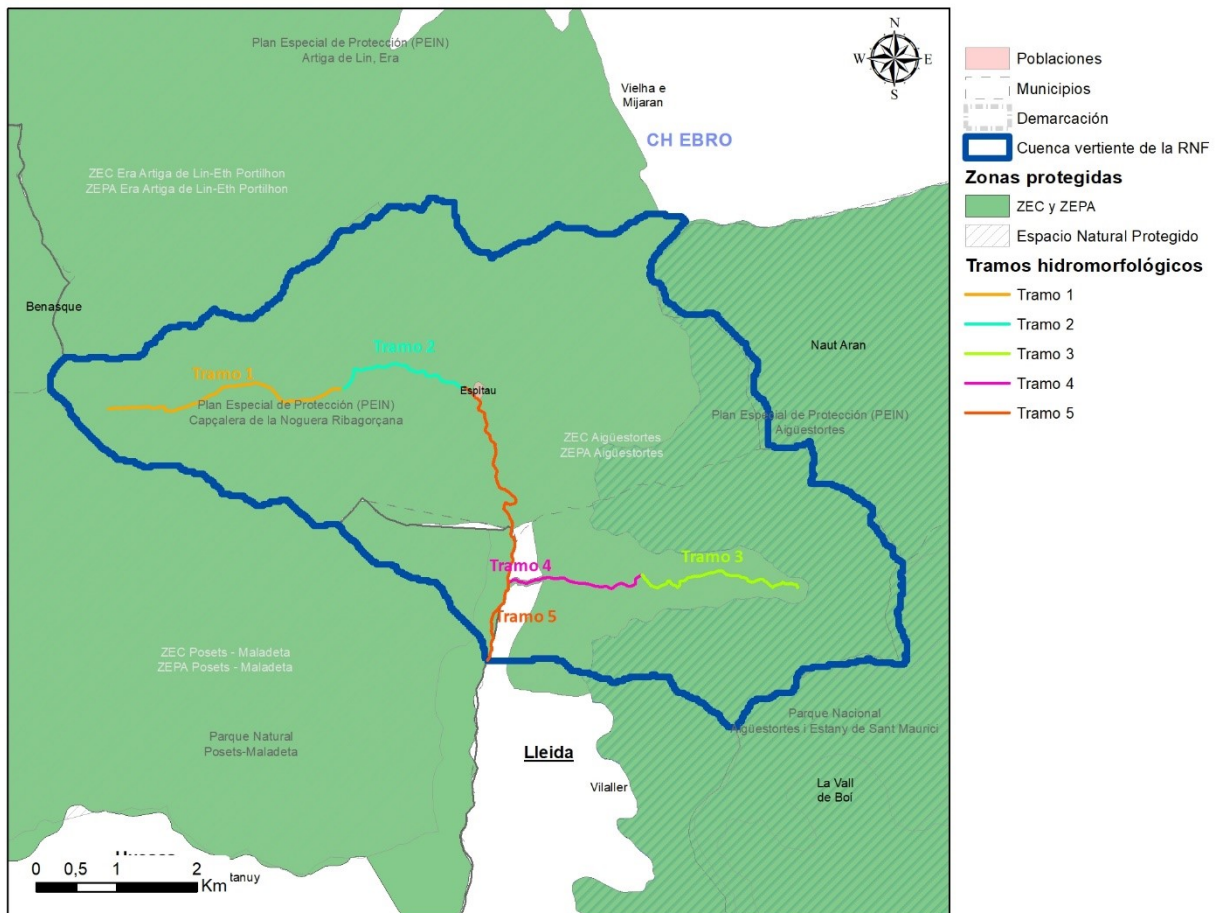 Plan Especial de Protección (PEIN)
Artiga de Lin, Era
N
W
E
S
Vielha e
Mijaran
CH EBRO
ZEC Era Artiga de Lin-Eth Portilhon
ZEPA Era Artiga de Lin-Eth Portilhon
Benasque
Naut Aran
Tramo 2
Tramo 1
Espitau
Plan Especial de Protección (PEIN)
Capçalera de la Noguera Ribagorçana
Plan Especial de Protección (PEIN)
Aigüestortes
ZEC Aigüestortes
ZEPA Aigüestortes
Tramo 4
Tramo 3
Tramo 5
ZEC Posets - Maladeta
ZEPA Posets - Maladeta
Parque Natural
Posets-Maladeta
Parque Nacional
Aigüestortes i Estany de Sant Maurici
Lleida
Vilaller
La Vall
de Boí
0 0,5 1 2
Km
tanuy
Poblaciones
Municipios
Demarcación
Cuenca vertiente de la RNF
Zonas protegidas
ZEC y ZEPA
Espacio Natural Protegido
Tramos hidromorfológicos
Tramo 1
Tramo 2
Tramo 3
Tramo 4
Tramo 5